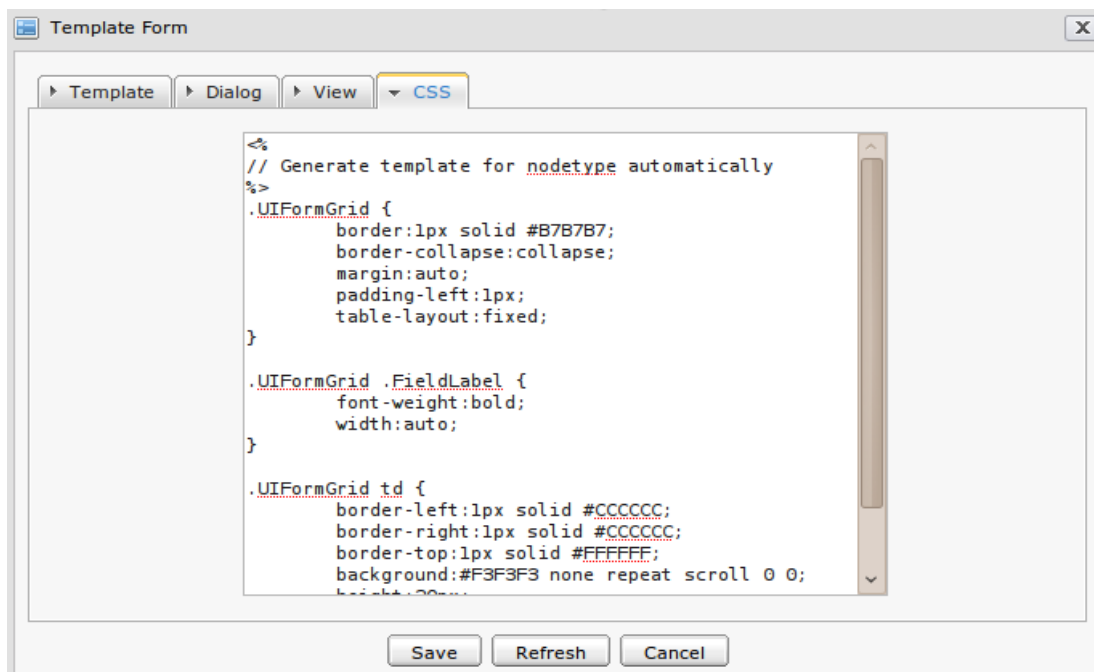 Template Form
Template
Dialog
View
CSS
<%
// Generate template for nodetype automatically
%>
.UIFormGrid {
border:1px solid #B7B7B7;
border-collapse:collapse;
margin:auto;
padding-left:1px;
table-layout:fixed;
}
.UIFormGrid .FieldLabel {
font-weight:bold;
width:auto;
}
.UIFormGrid td {
border-left:1px solid #CCCCCC;
border-right:1px solid #CCCCCC;
border-top:1px solid #FFFFFF;
background:#F3F3F3 none repeat scroll 0 0;
Save
Refresh
Cancel